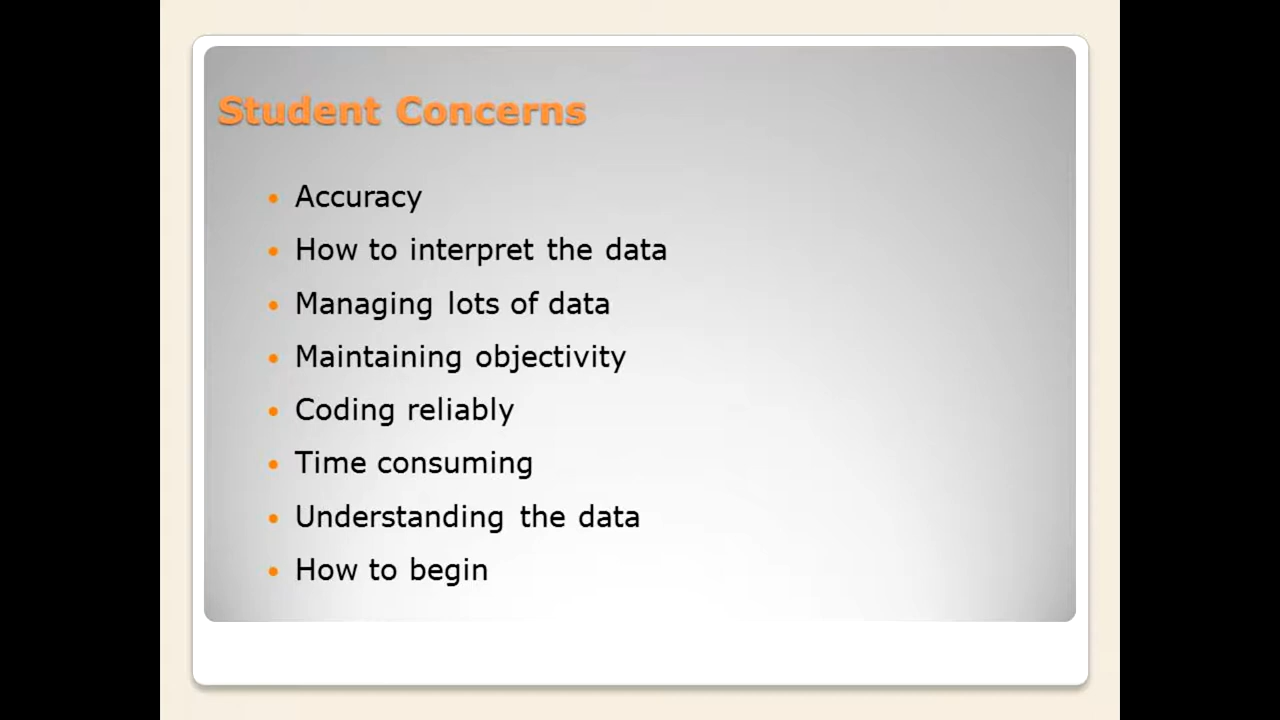 Student Concerns
Accuracy
How to interpret the data
Managing lots of data
Maintaining objectivity
Coding reliably
Time consuming
Understanding the data
How to begin